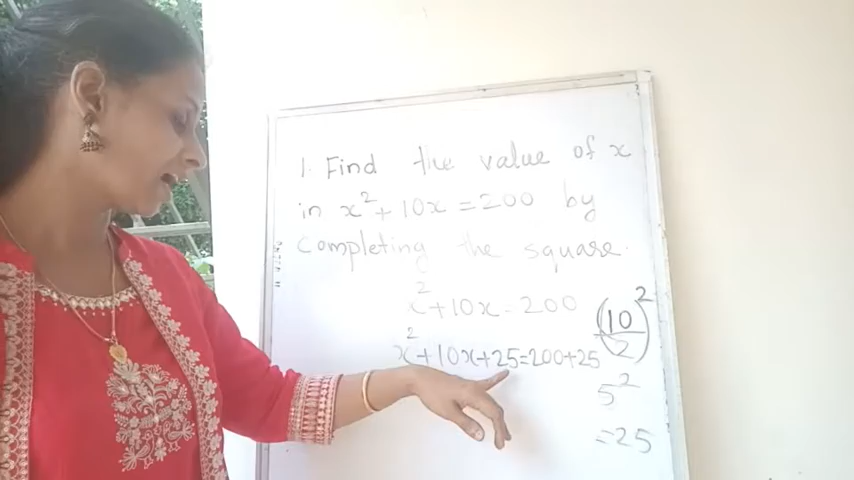 1. Find the value of x
in x² + 10x = 200 by
Completing the square.
x² + 10x - 200
x² + 10x + 25 = 200 + 25
(10/2)²
5²
= 25